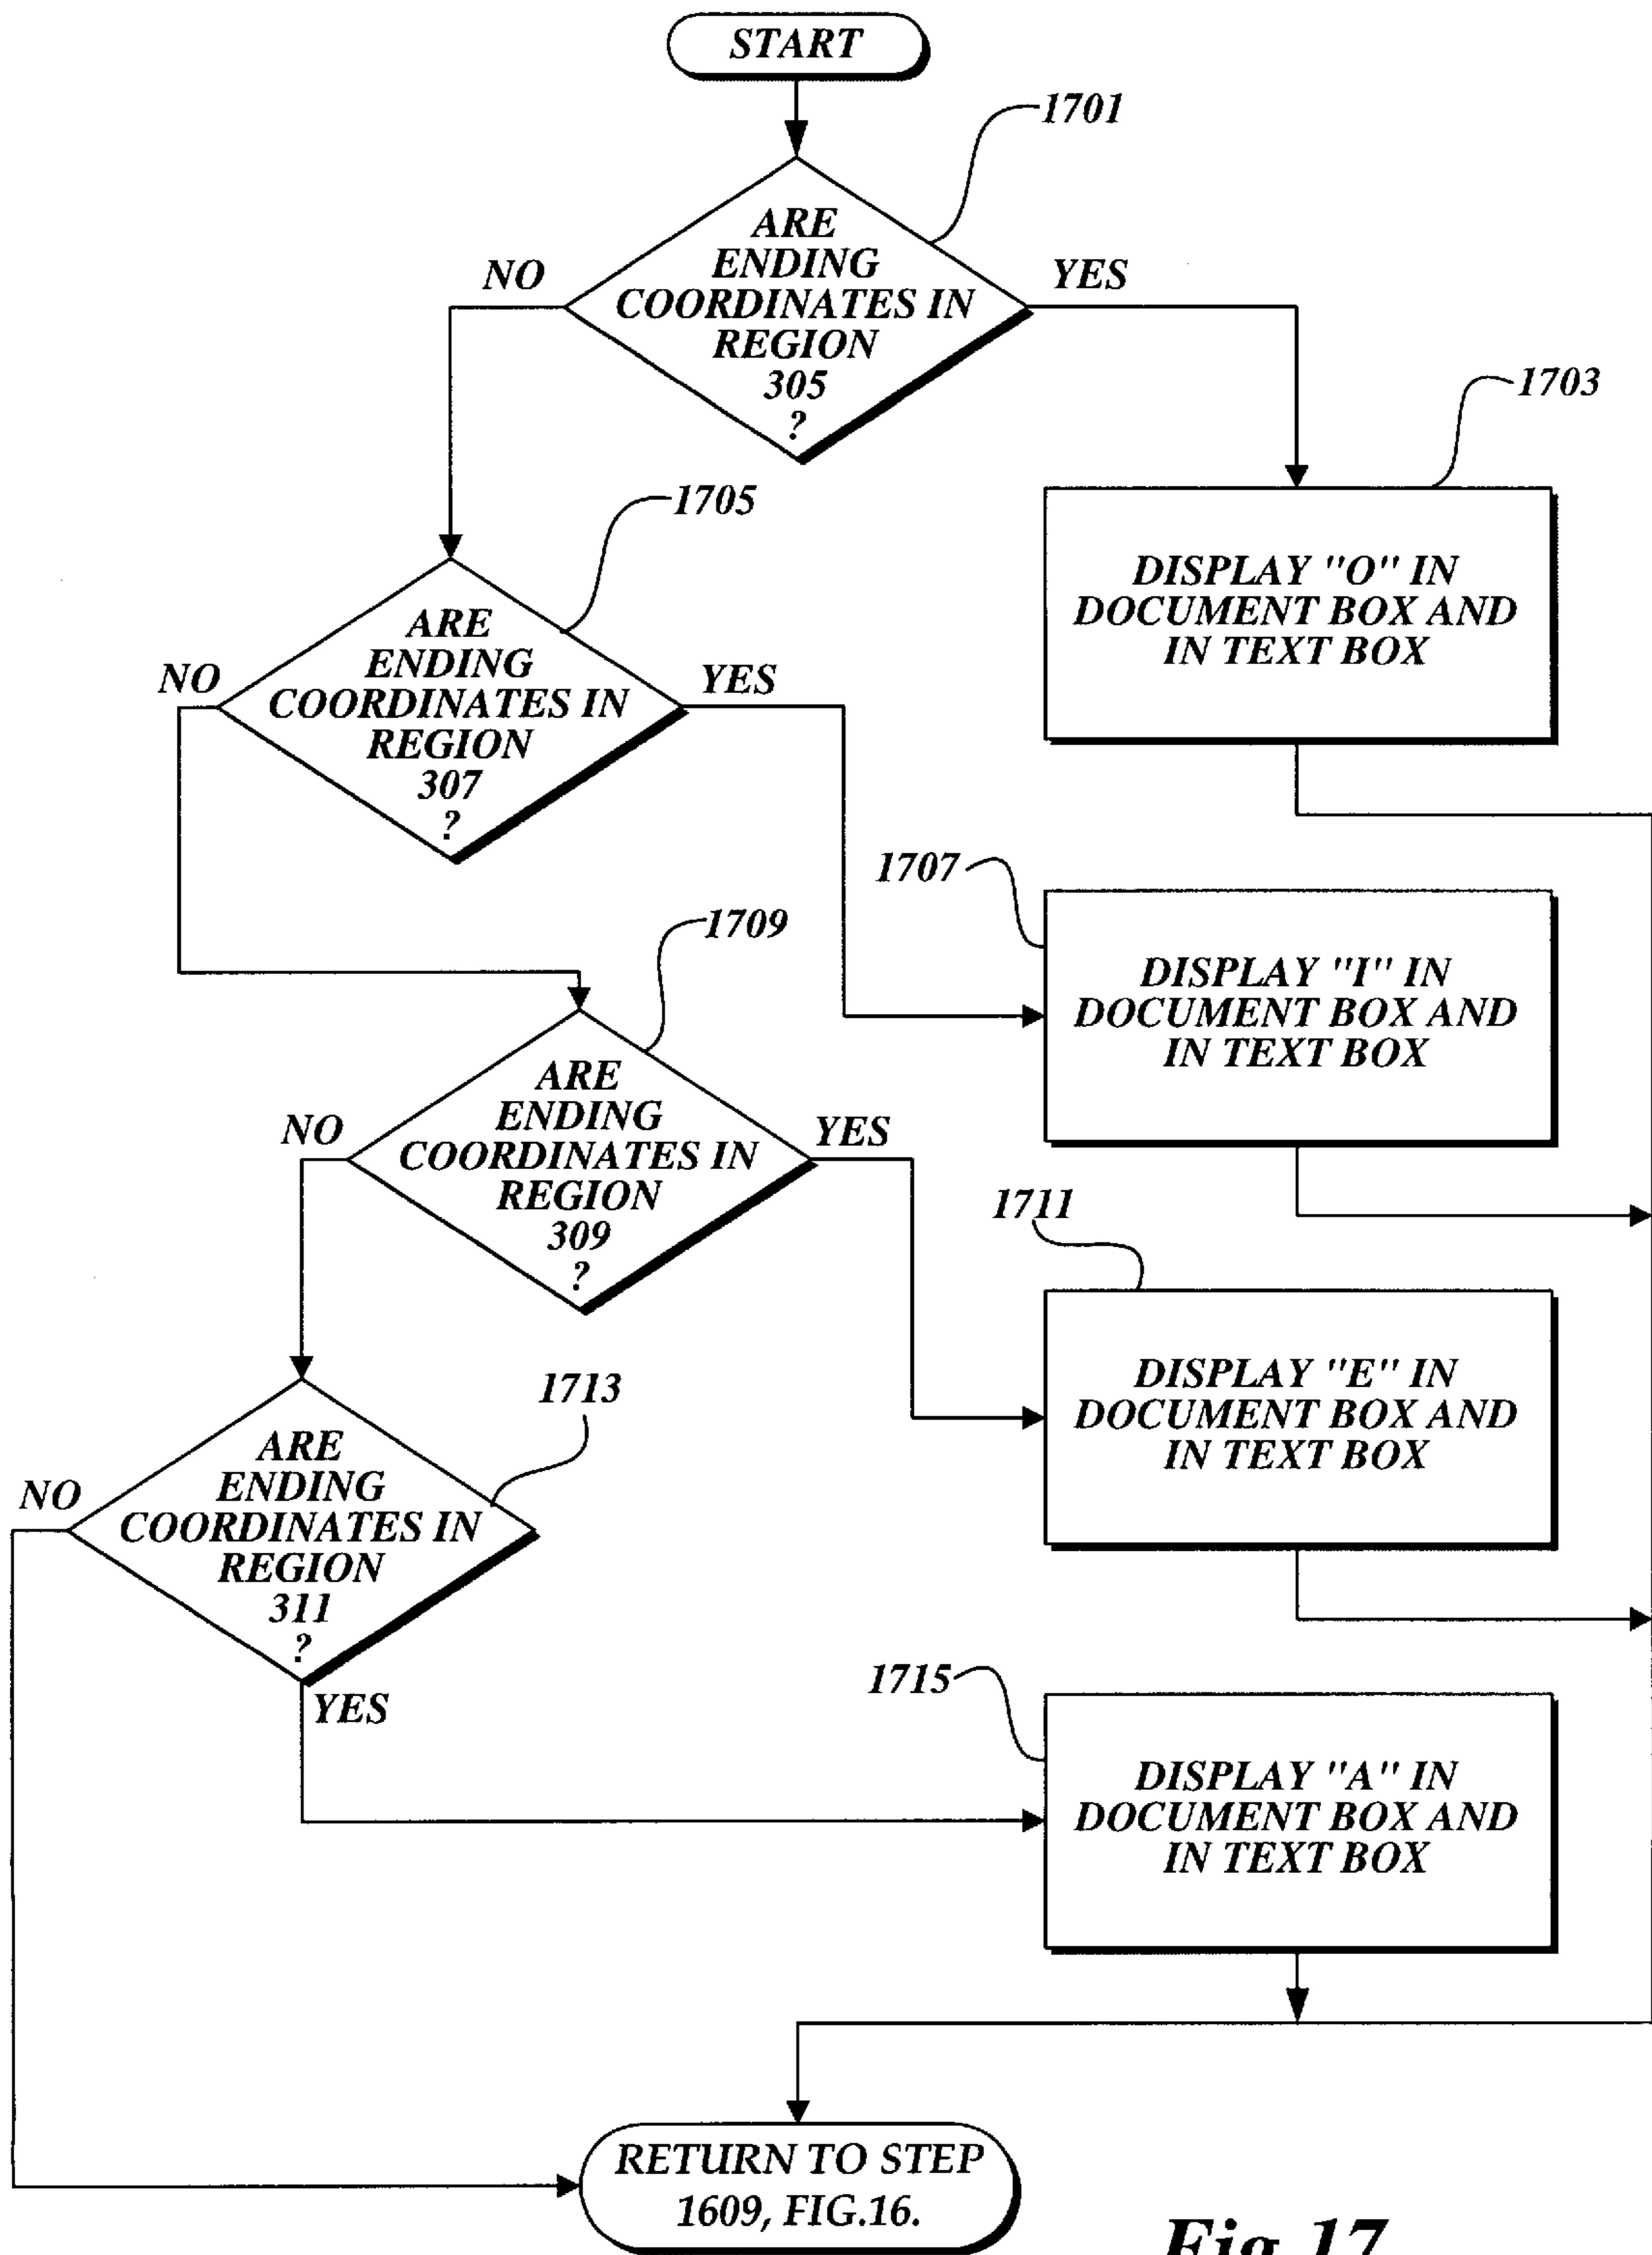 START
1701
ARE
ENDING
COORDINATES IN
REGION
305
?
NO
YES
1703
DISPLAY "O" IN
DOCUMENT BOX AND
IN TEXT BOX
1705
ARE
ENDING
COORDINATES IN
REGION
307
?
NO
YES
1707
DISPLAY "I" IN
DOCUMENT BOX AND
IN TEXT BOX
1709
ARE
ENDING
COORDINATES IN
REGION
309
?
NO
YES
1711
DISPLAY "E" IN
DOCUMENT BOX AND
IN TEXT BOX
1713
ARE
ENDING
COORDINATES IN
REGION
311
?
NO
YES
1715
DISPLAY "A" IN
DOCUMENT BOX AND
IN TEXT BOX
RETURN TO STEP
1609, FIG.16.
Fig.17